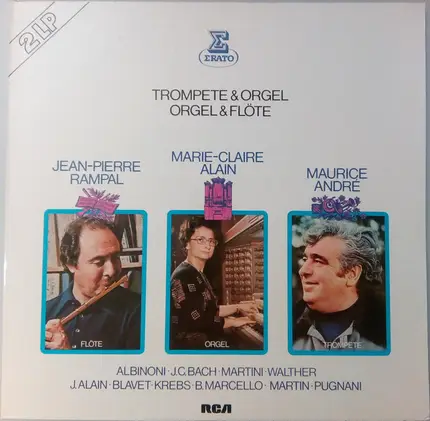 2 LP
ERATO
TROMPETE & ORGEL
ORGEL & FLÖTE
JEAN-PIERRE
RAMPAL
MARIE-CLAIRE
ALAIN
MAURICE
ANDRÉ
FLÖTE
ORGEL
TROMPETE
ALBINONI · J.C. BACH · MARTINI · WALTHER
J. ALAIN · BLAVET · KREBS · B. MARCELLO · MARTIN · PUGNANI
RCA